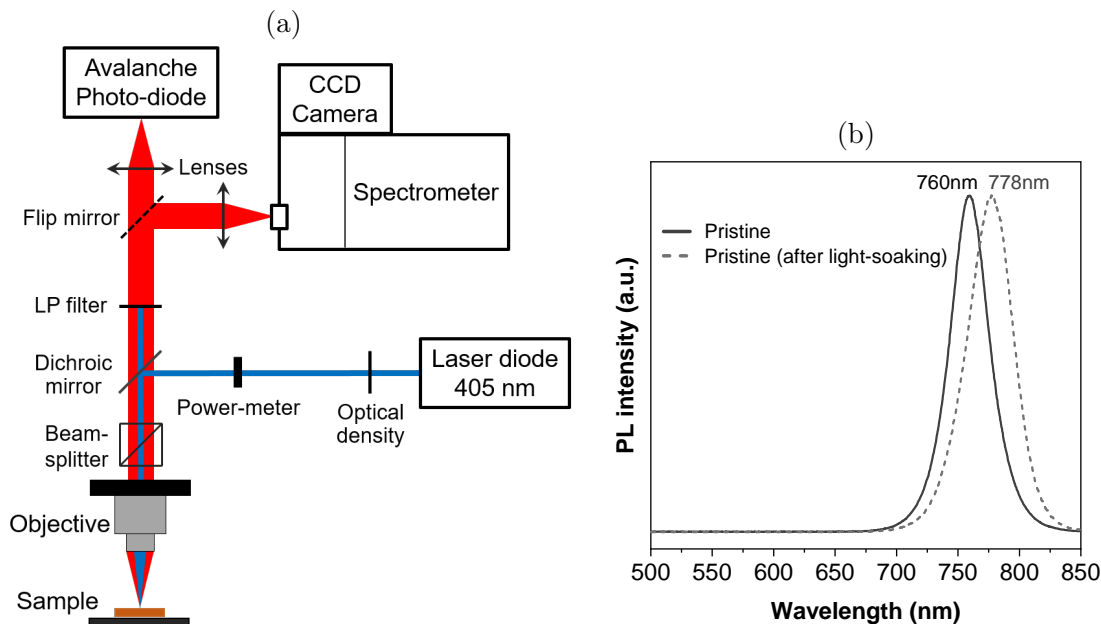 (a)
Avalanche
Photo-diode
CCD
Camera
Lenses
Spectrometer
Flip mirror
LP filter
Dichroic
mirror
Laser diode
405 nm
Power-meter
Optical
density
Beam-
splitter
Objective
Sample
(b)
760nm 778nm
Pristine
Pristine (after light-soaking)
PL intensity (a.u.)
500 550 600 650 700 750 800 850
Wavelength (nm)